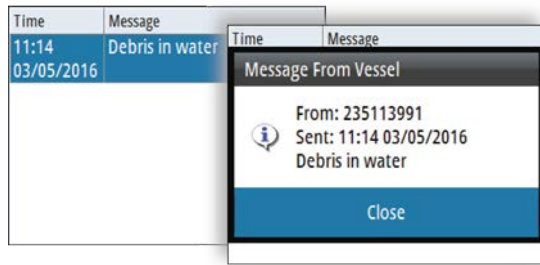 Time Message
11:14 Debris in water
03/05/2016
Time Message
Message From Vessel
From: 235113991
Sent: 11:14 03/05/2016
Debris in water
Close